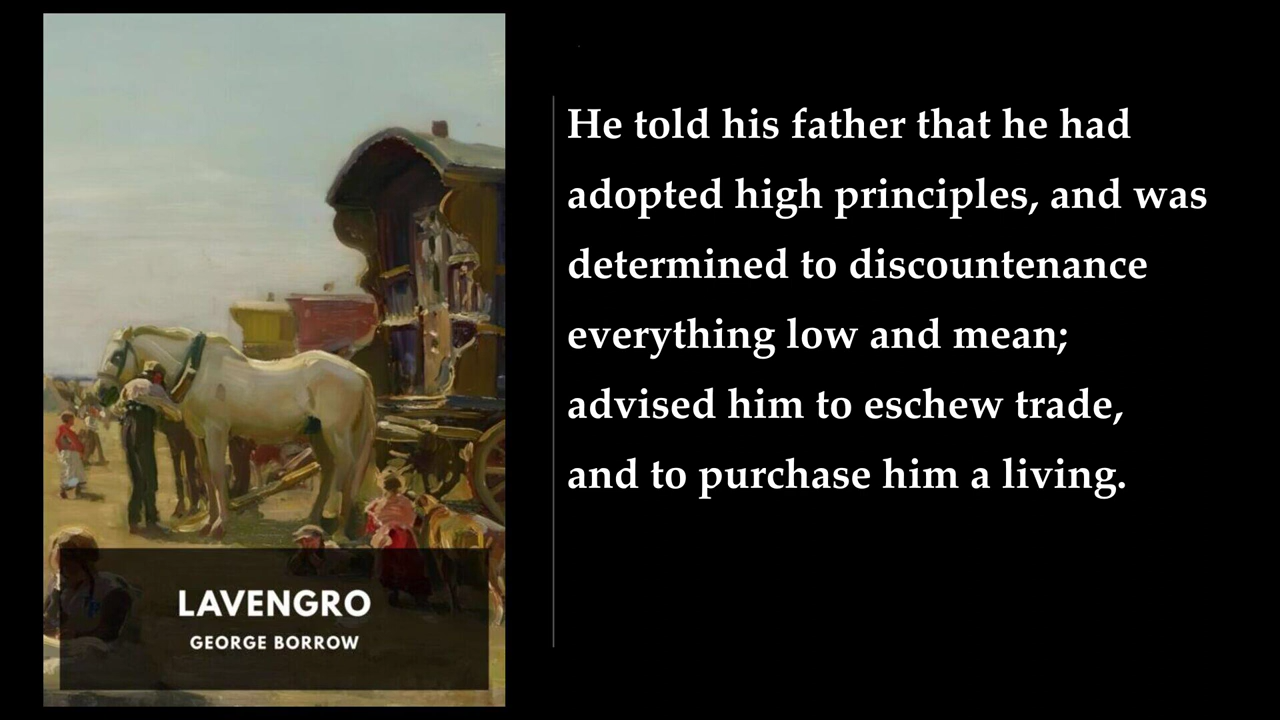 He told his father that he had
adopted high principles, and was
determined to discountenance
everything low and mean;
advised him to eschew trade,
and to purchase him a living.
LAVENGRO
GEORGE BORROW